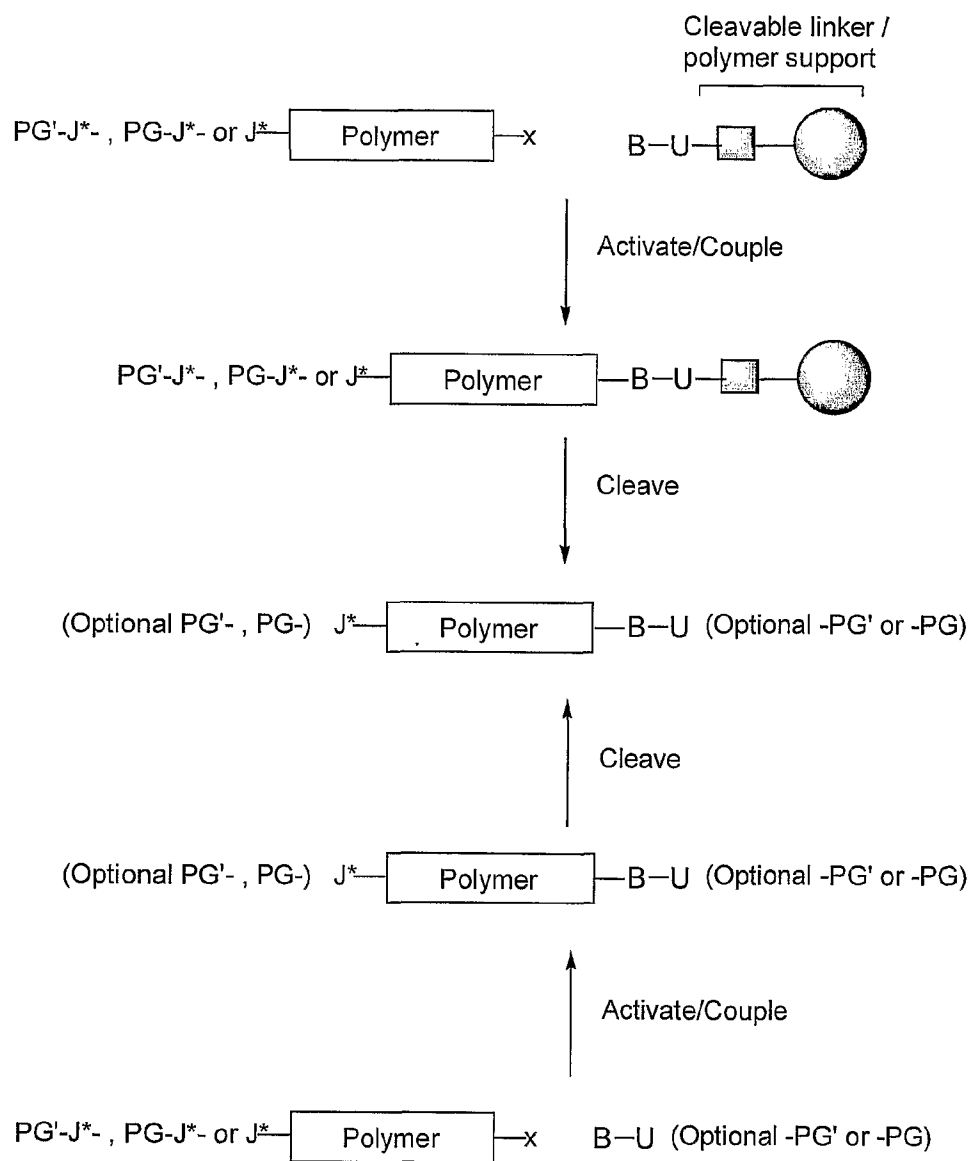 Cleavable linker /
polymer support
PG'-J*- , PG-J*- or J* Polymer x B U
Activate/Couple
PG'-J*- , PG-J*- or J* Polymer B U
Cleave
(Optional PG'- , PG-) J* Polymer B U (Optional -PG' or -PG)
Cleave
(Optional PG'- , PG-) J* Polymer B U (Optional -PG' or -PG)
Activate/Couple
PG'-J*- , PG-J*- or J* Polymer x B U (Optional -PG' or -PG)